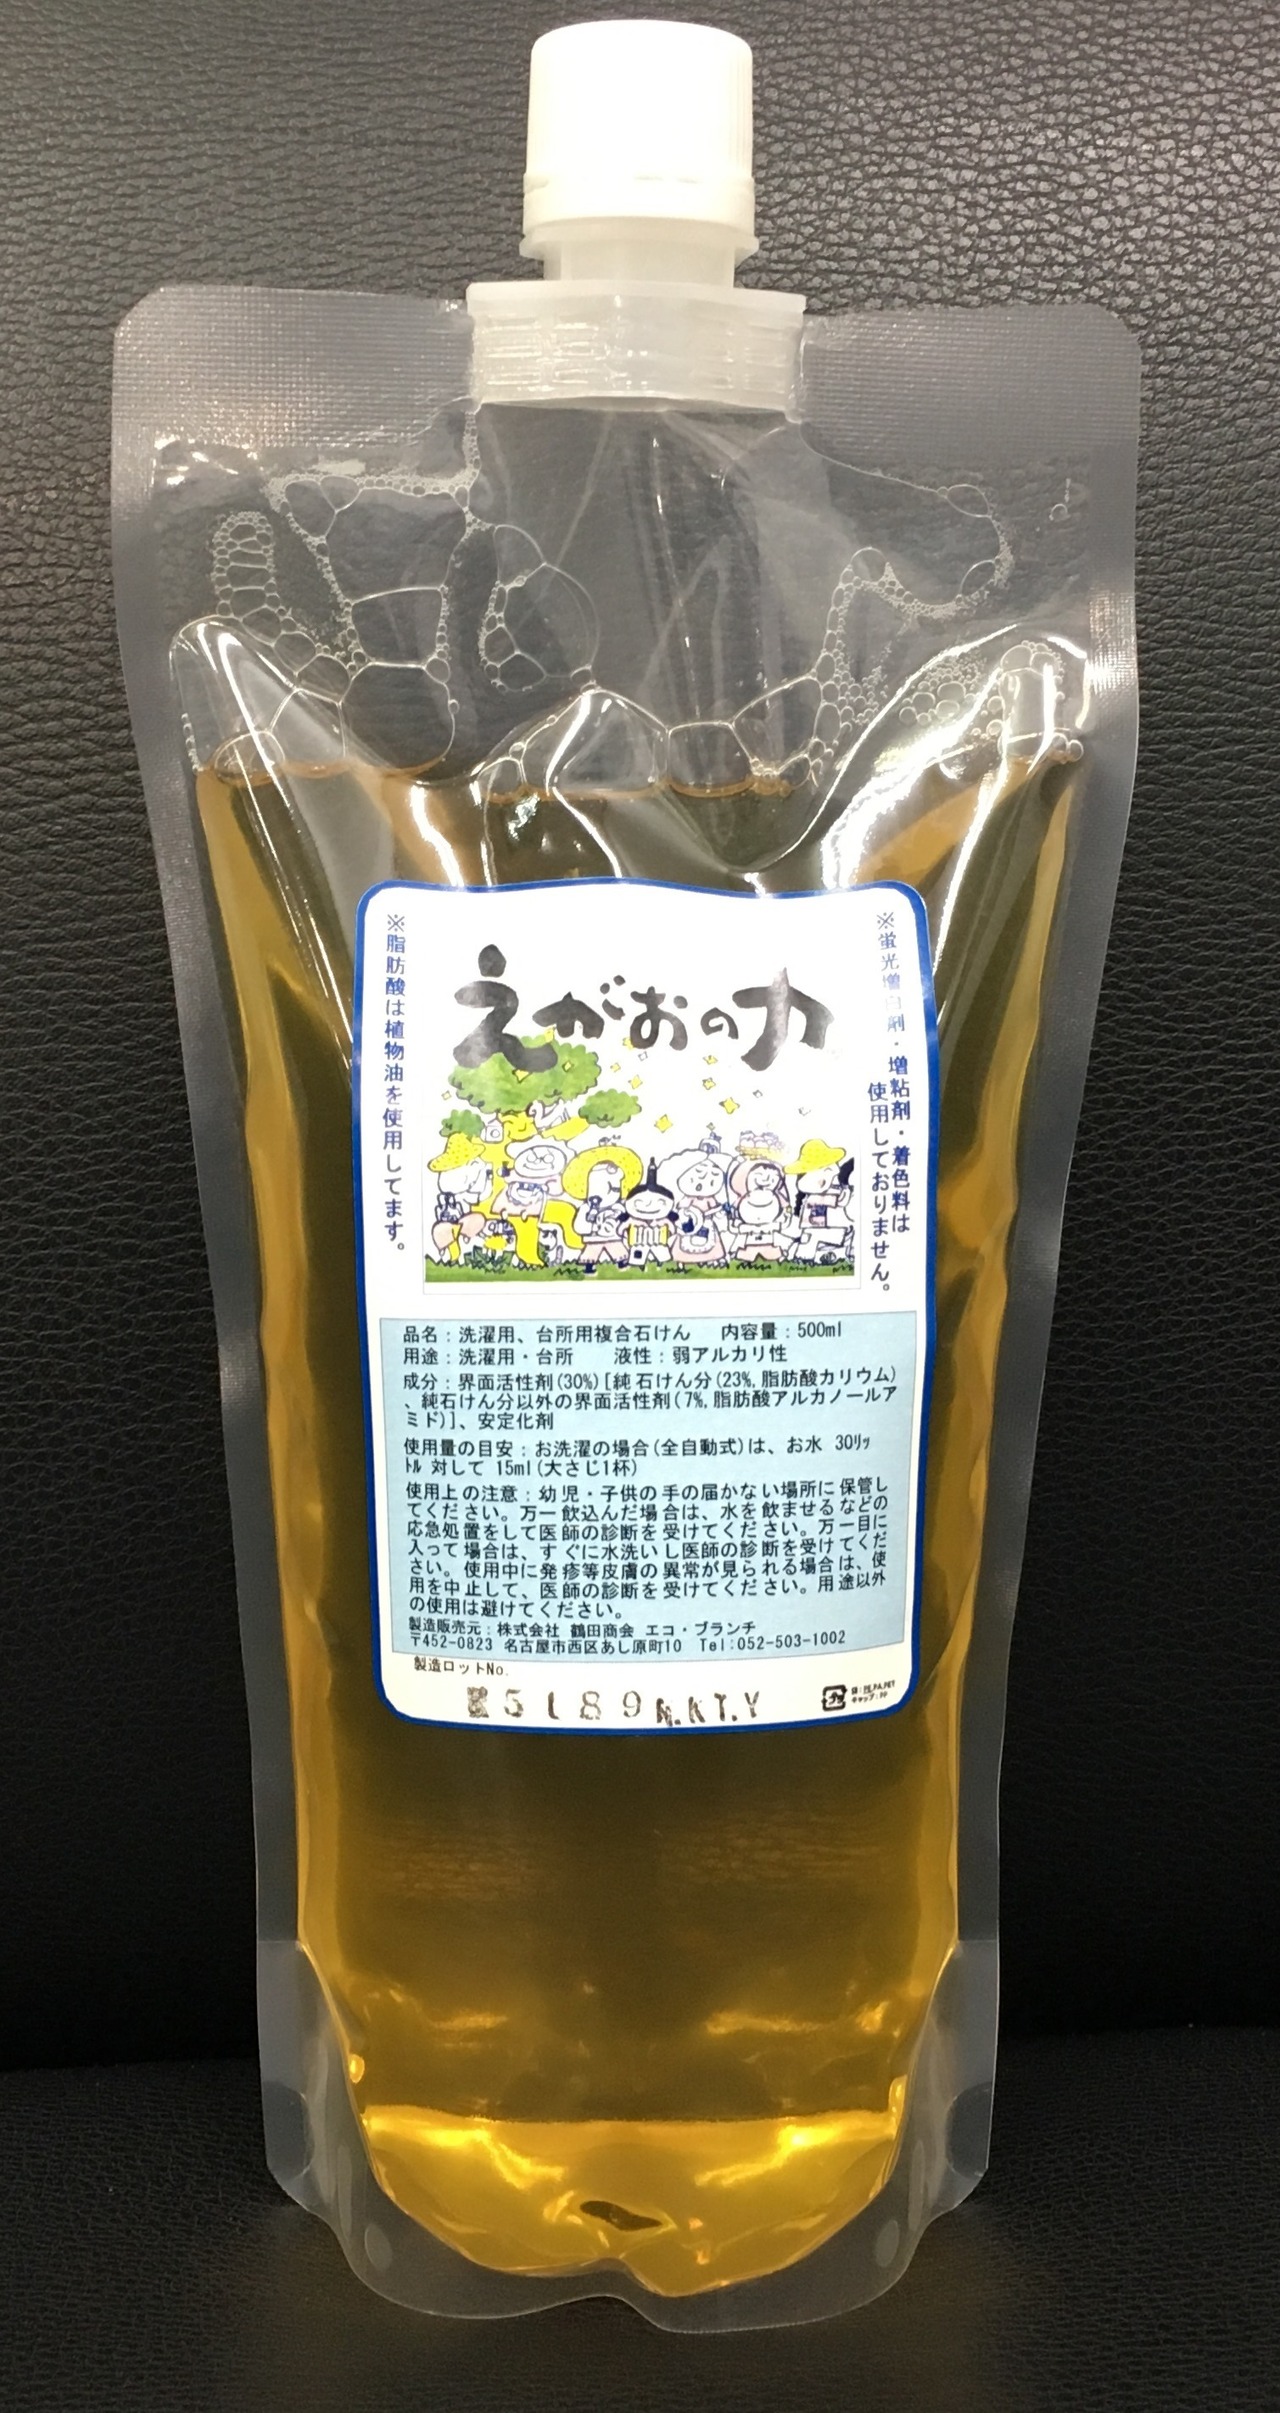 ※蛍光増白剤・増粘剤・着色料は
使用しておりません。
えがおの力
※脂肪酸は植物油を使用してます。
品名：洗濯用、台所用複合石けん　内容量：500ml
用途：洗濯用・台所　液性：弱アルカリ性
成分：界面活性剤(30%)[純石けん分(23%,脂肪酸カリウム)
、純石けん分以外の界面活性剤(7%,脂肪酸アルカノールア
ミド)]、安定化剤
使用量の目安：お洗濯の場合(全自動式)は、お水 30ﾘｯ
ﾄﾙ 対して 15ml(大さじ1杯)
使用上の注意：幼児・子供の手の届かない場所に保管し
てください。万一飲込んだ場合は、水を飲ませるなどの
応急処置をして医師の診断を受けてください。万一目に
入って場合は、すぐに水洗いし医師の診断を受けてくだ
さい。使用中に発疹等皮膚の異常が見られる場合は、使
用を中止して、医師の診断を受けてください。用途以外
の使用は避けてください。
製造販売元：株式会社 鶴田商会 エコ・ブランチ
〒452-0823 名古屋市西区あし原町10 Tel:052-503-1002
製造ロットNo.
5189 N.KT.Y
プラ
袋：PE,PA,PET
キャップ：PP